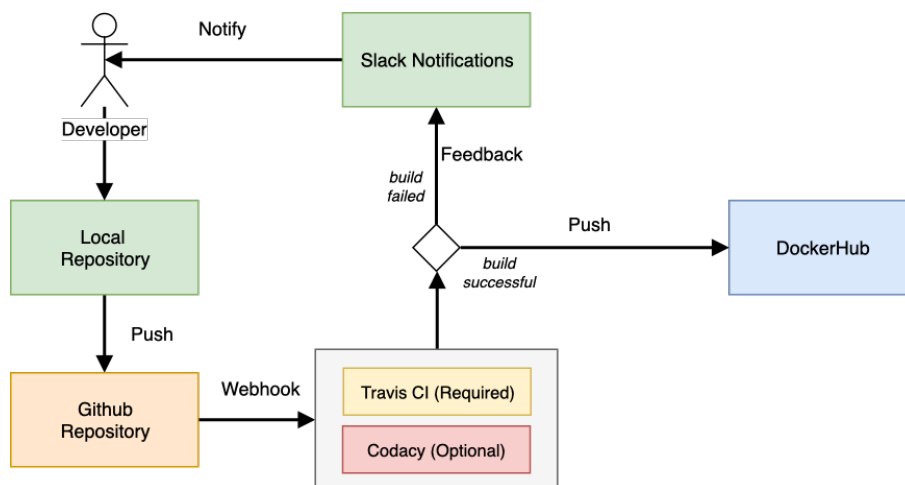 Notify
Slack Notifications
Developer
Feedback
build
failed
Local
Repository
Push
build
successful
DockerHub
Push
Github
Repository
Webhook
Travis CI (Required)
Codacy (Optional)